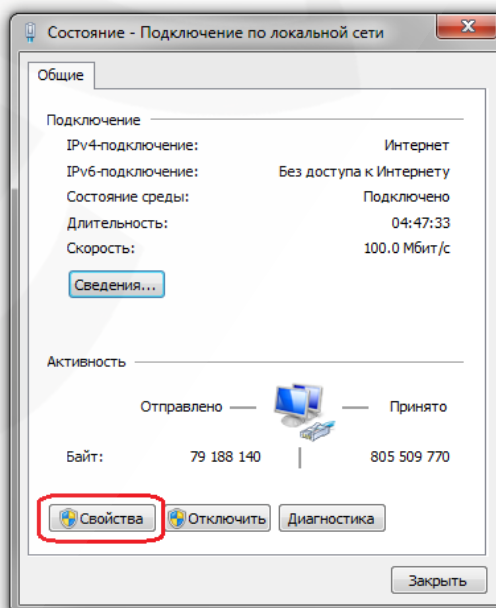 Состояние - Подключение по локальной сети
Общие
Подключение
IPv4-подключение: Интернет
IPv6-подключение: Без доступа к Интернету
Состояние среды: Подключено
Длительность: 04:47:33
Скорость: 100.0 Мбит/с
Сведения...
Активность
Отправлено — — Принято
Байт: 79 188 140 | 805 509 770
Свойства Отключить Диагностика
Закрыть